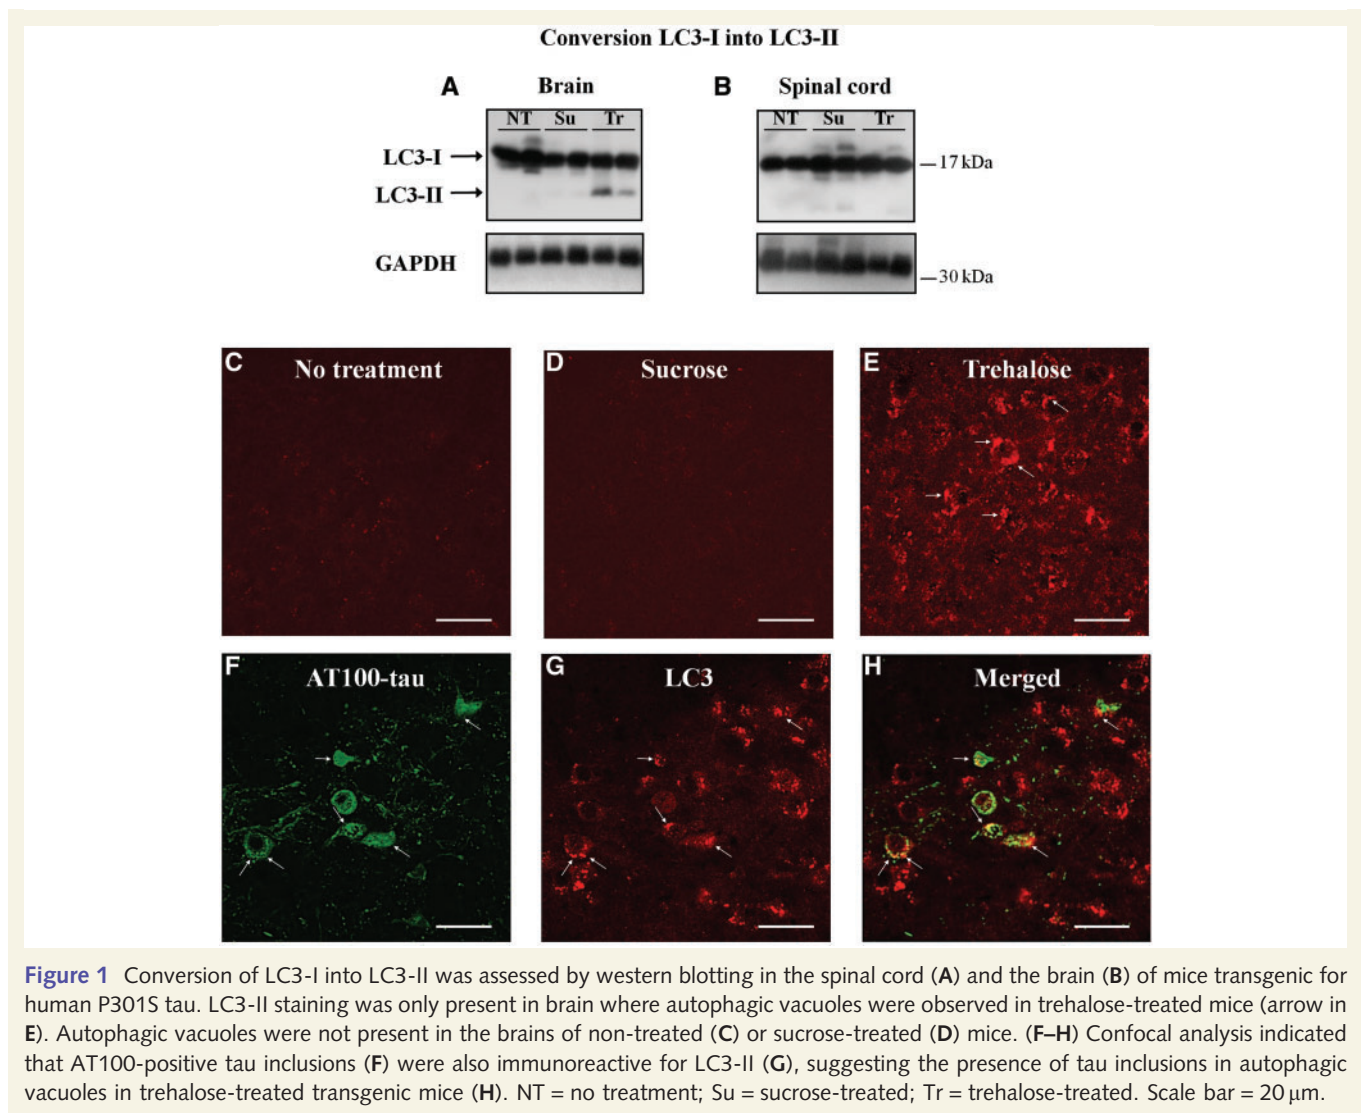 Conversion LC3-I into LC3-II
A Brain
B Spinal cord
NT Su Tr
NT Su Tr
LC3-I
17 kDa
LC3-II
GAPDH
30 kDa
C No treatment
D Sucrose
E Trehalose
F AT100-tau
G LC3
H Merged
Figure 1 Conversion of LC3-I into LC3-II was assessed by western blotting in the spinal cord (A) and the brain (B) of mice transgenic for
human P301S tau. LC3-II staining was only present in brain where autophagic vacuoles were observed in trehalose-treated mice (arrow in
E). Autophagic vacuoles were not present in the brains of non-treated (C) or sucrose-treated (D) mice. (F–H) Confocal analysis indicated
that AT100-positive tau inclusions (F) were also immunoreactive for LC3-II (G), suggesting the presence of tau inclusions in autophagic
vacuoles in trehalose-treated transgenic mice (H). NT = no treatment; Su = sucrose-treated; Tr = trehalose-treated. Scale bar = 20 μm.